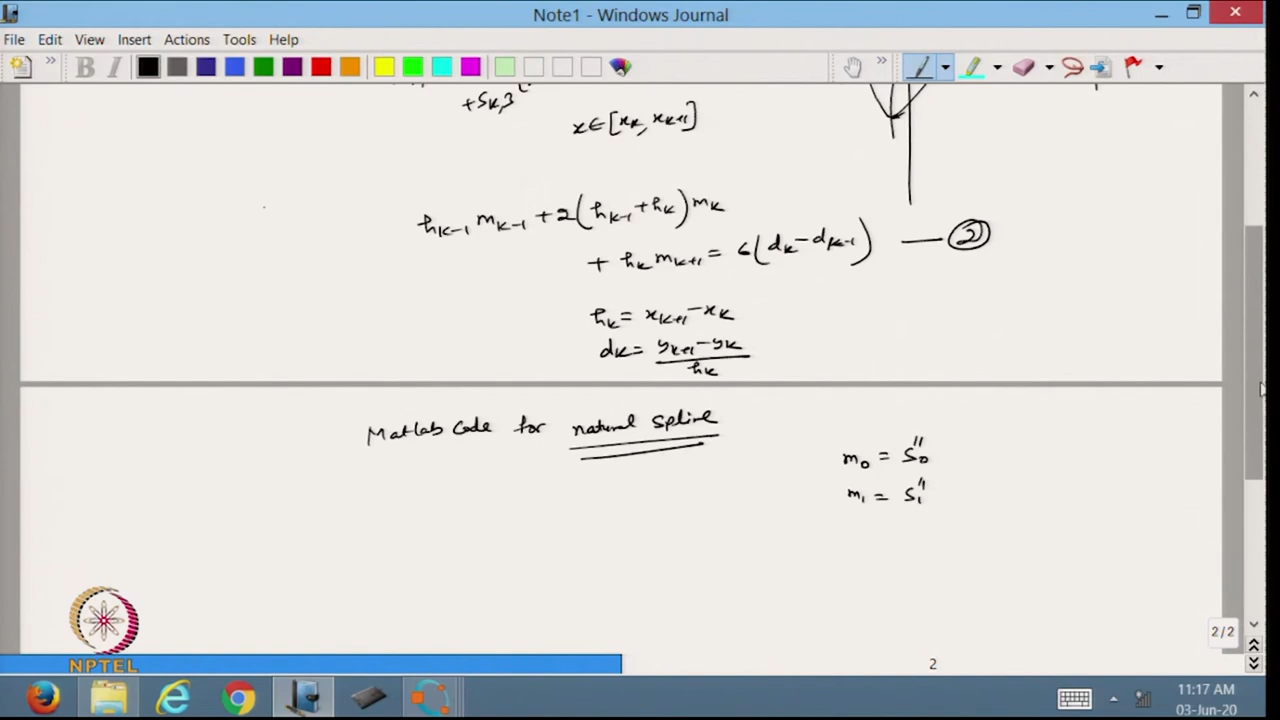 Note1 - Windows Journal
File Edit View Insert Actions Tools Help
+ S_{k,3}
x ∈ [x_k, x_{k+1}]
h_{k-1} m_{k-1} + 2(h_{k-1} + h_k) m_k
+ h_k m_{k+1} = 6(d_k - d_{k-1}) — ②
h_k = x_{k+1} - x_k
d_k = (y_{k+1} - y_k) / h_k
Matlab Code for natural Spline
m_0 = S_0''
m_1 = S_1''
2/2
NPTEL
2
11:17 AM
03-Jun-20